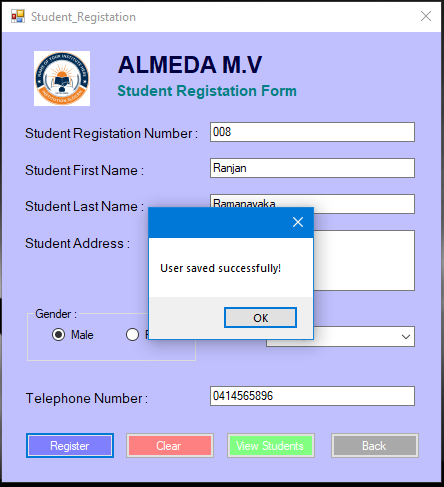 Student_Registation
ALMEDA M.V
Student Registation Form
Student Registation Number : 008
Student First Name : Ranjan
Student Last Name : Ramanayaka
Student Address :
User saved successfully!
OK
Gender :
Male
Telephone Number : 0414565896
Register Clear View Students Back